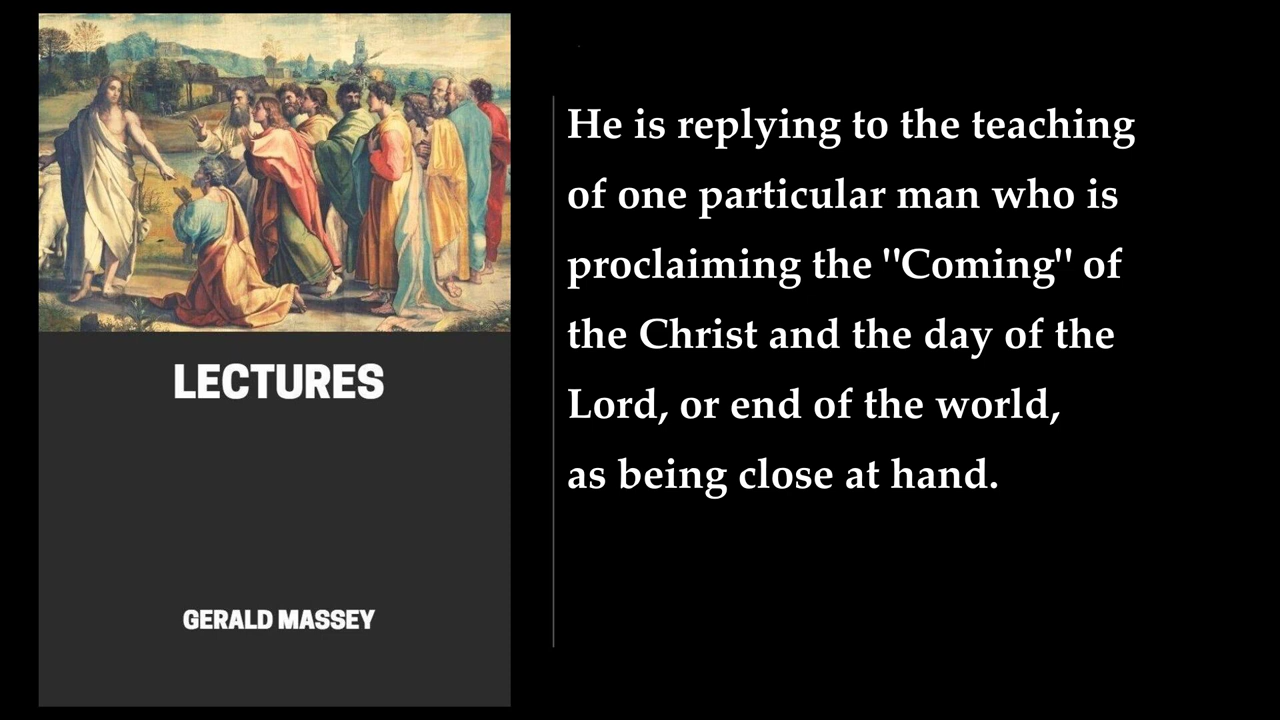 LECTURES
GERALD MASSEY
He is replying to the teaching
of one particular man who is
proclaiming the "Coming" of
the Christ and the day of the
Lord, or end of the world,
as being close at hand.